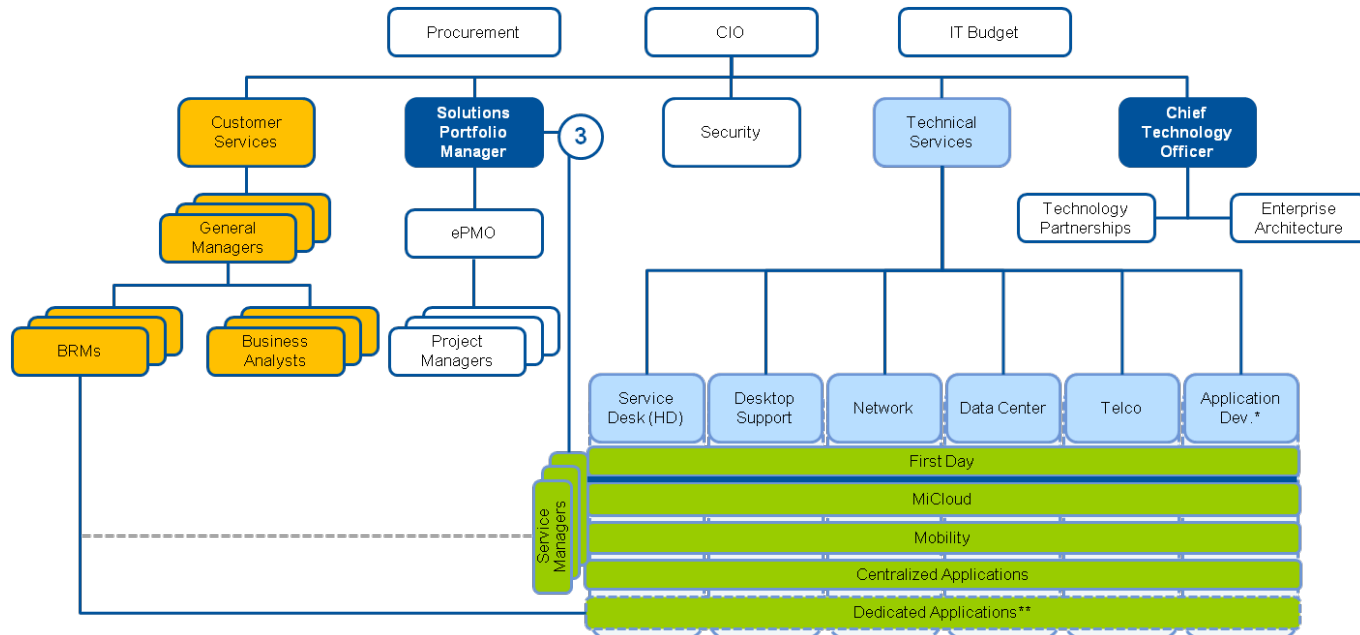 Procurement
CIO
IT Budget
Customer
Services
Solutions
Portfolio
Manager
3
Security
Technical
Services
Chief
Technology
Officer
General
Managers
ePMO
Technology
Partnerships
Enterprise
Architecture
BRMs
Business
Analysts
Project
Managers
Service
Desk (HD)
Desktop
Support
Network
Data Center
Telco
Application
Dev.*
Service
Managers
First Day
MiCloud
Mobility
Centralized Applications
Dedicated Applications**